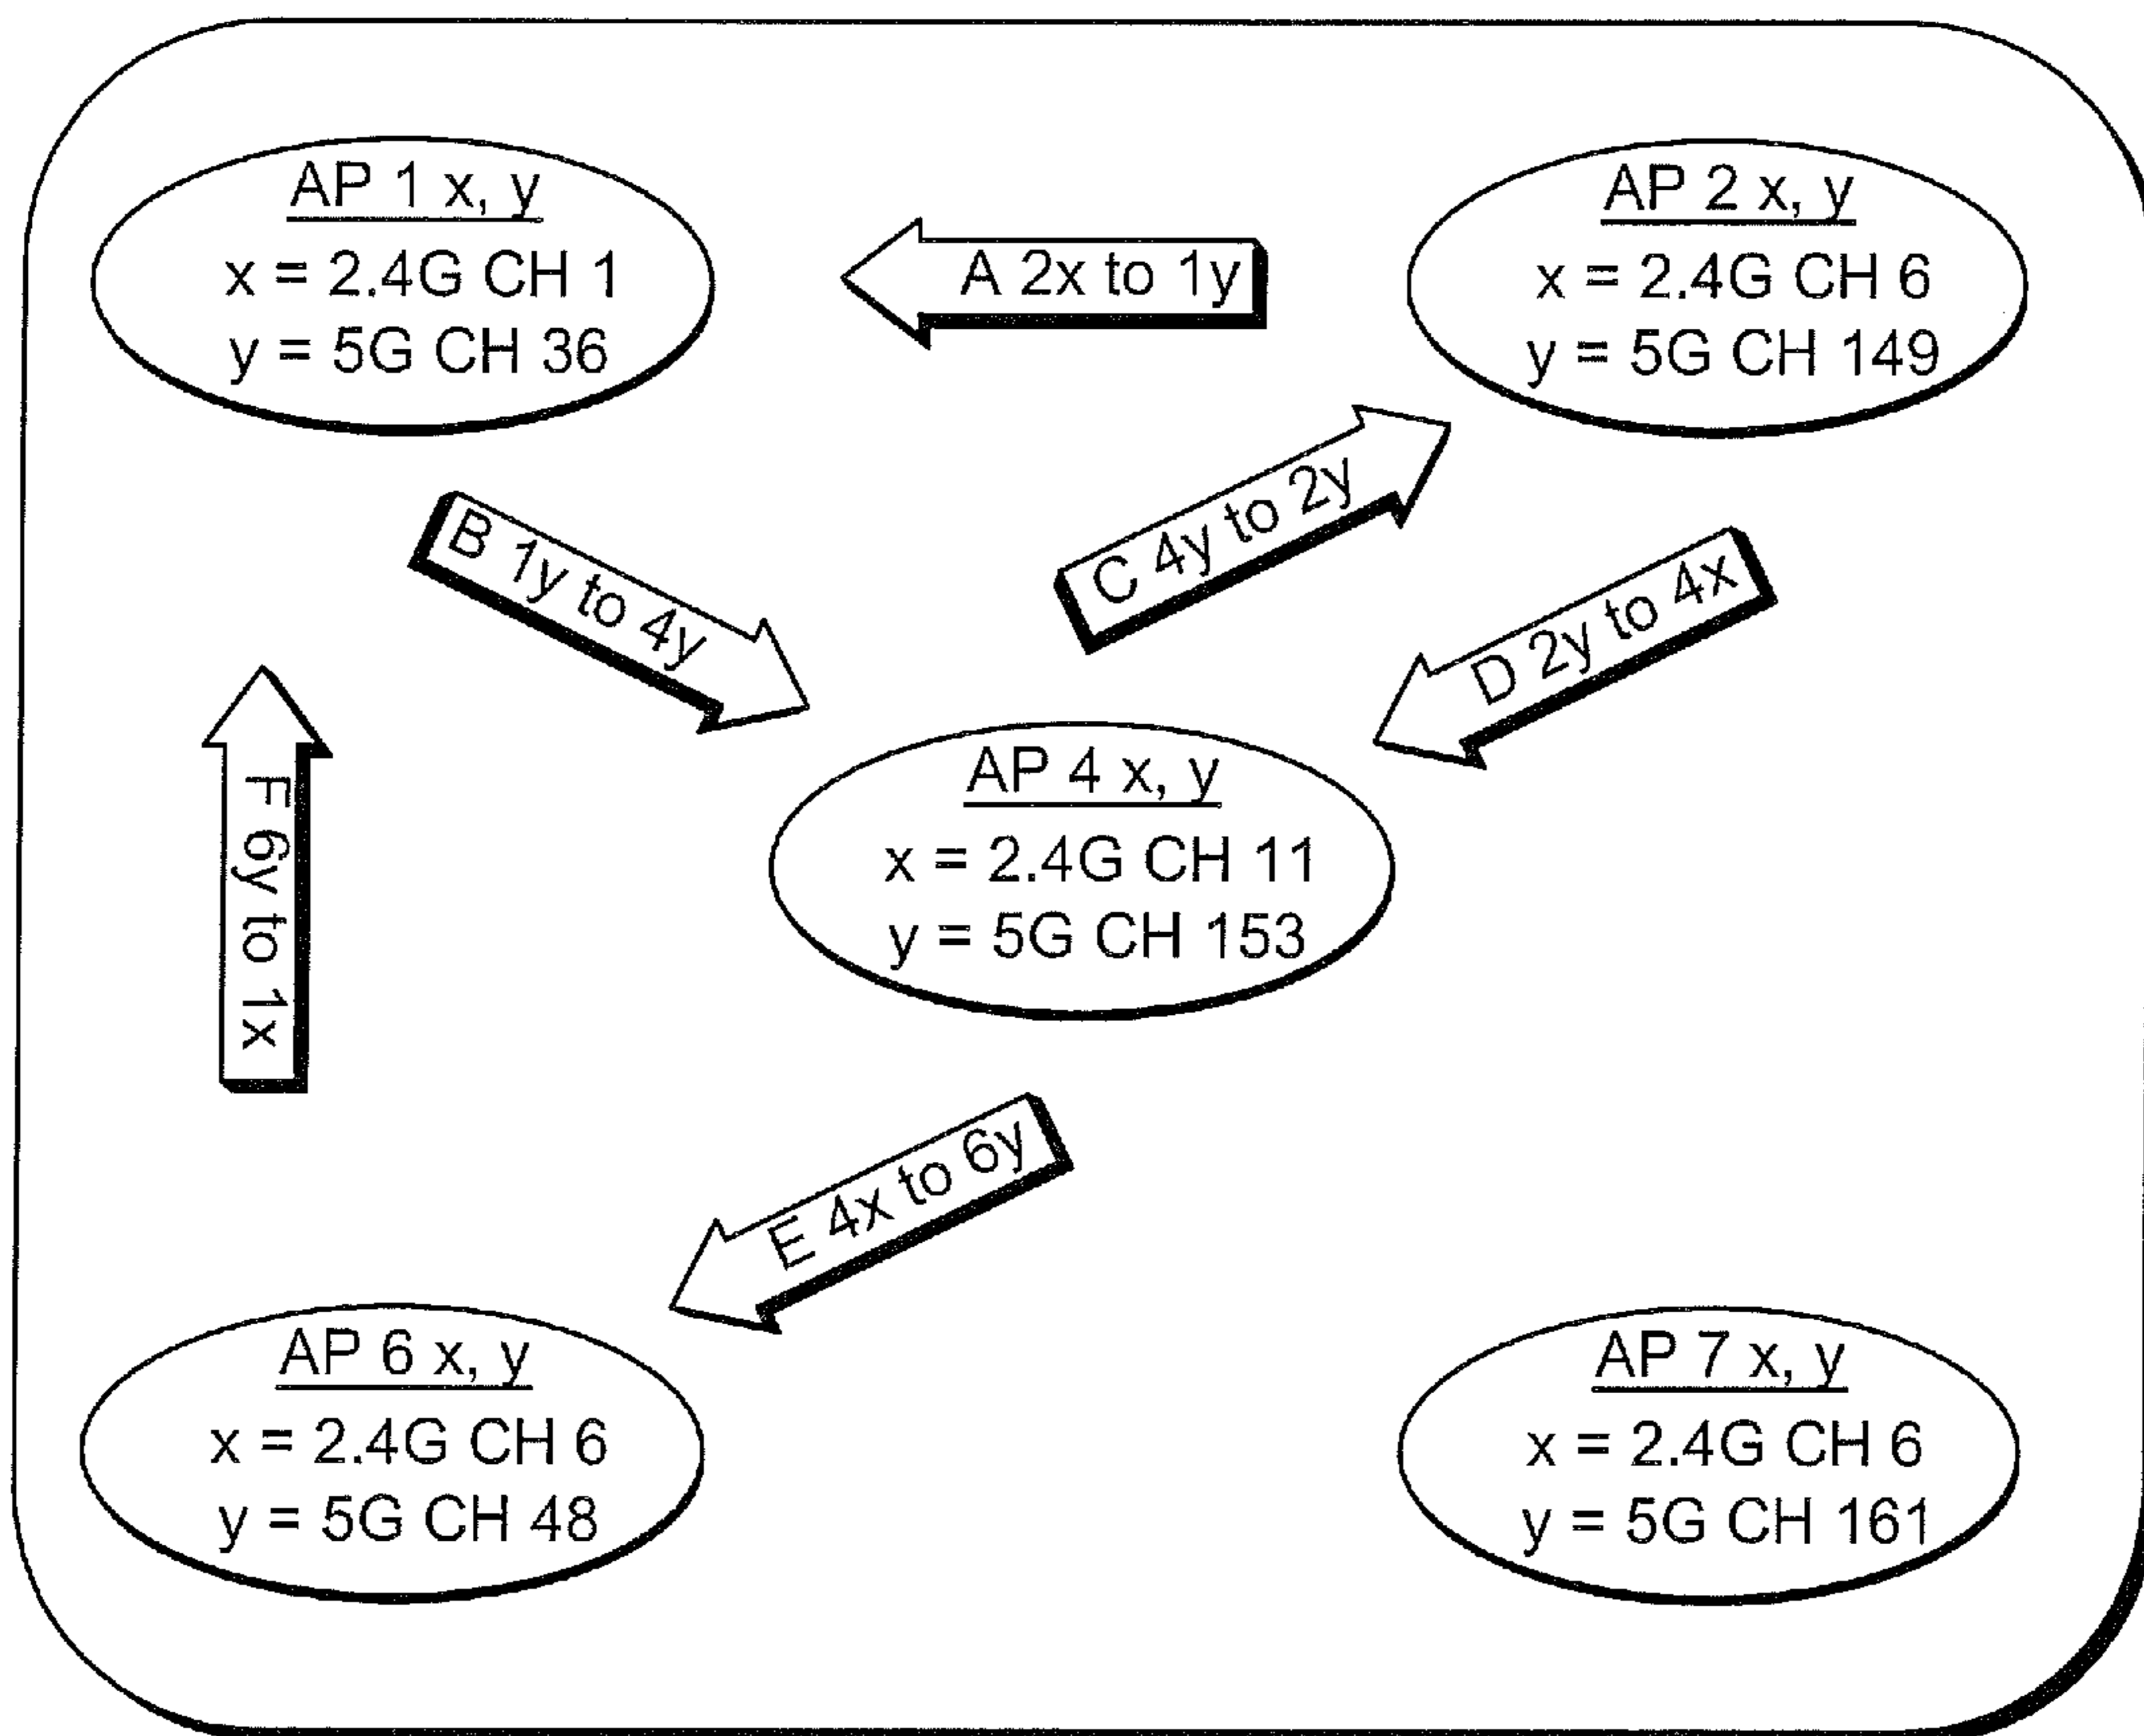 AP 1 x, y
x = 2.4G CH 1
y = 5G CH 36
A 2x to 1y
AP 2 x, y
x = 2.4G CH 6
y = 5G CH 149
B 1y to 4y
C 4y to 2y
D 2y to 4x
F 6y to 1x
AP 4 x, y
x = 2.4G CH 11
y = 5G CH 153
E 4x to 6y
AP 6 x, y
x = 2.4G CH 6
y = 5G CH 48
AP 7 x, y
x = 2.4G CH 6
y = 5G CH 161